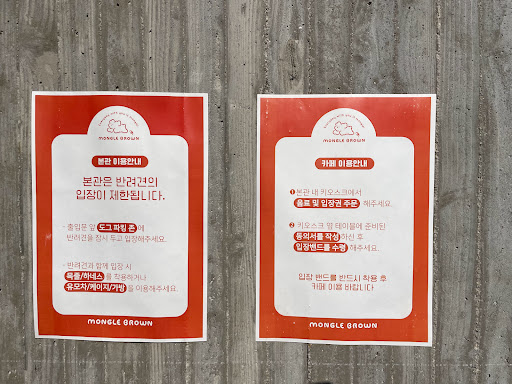 MONGLE BROWN
본관 이용안내
본관은 반려견의
입장이 제한됩니다.
· 출입문 앞 도그 파킹 존 에
반려견을 잠시 두고 입장해주세요.
· 반려견과 함께 입장 시
목줄/하네스 를 착용하거나
유모차/케이지/가방 을 이용해주세요.
MONGLE BROWN
MONGLE BROWN
카페 이용안내
1 본관 내 키오스크에서
음료 및 입장권 주문 해주세요.
2 키오스크 옆 테이블에 준비된
동의서를 작성 하신 후,
입장밴드를 수령 해주세요.
입장 밴드를 반드시 착용 후
카페 이용 바랍니다
MONGLE BROWN